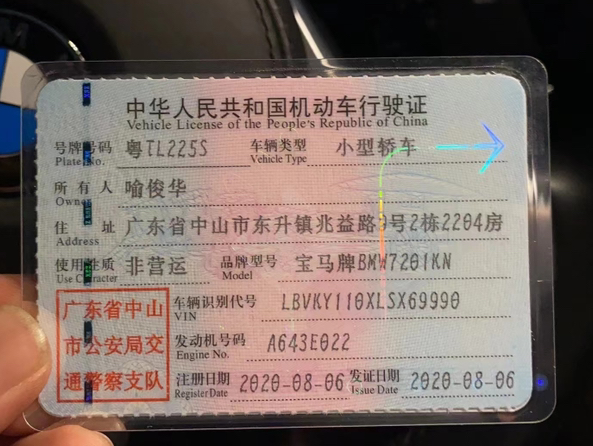 中华人民共和国机动车行驶证
Vehicle License of the People's Republic of China
号牌号码 粤TL225S 车辆类型 小型轿车
Plate No. Vehicle Type
所有人 喻俊华
Owner
住址 广东省中山市东升镇兆益路9号2栋2204房
Address
使用性质 非营运 品牌型号 宝马牌BMW7201KN
Use Character Model
广东省中山
市公安局交
通警察支队
车辆识别代号 LBVKY110XLSX69990
VIN
发动机号码 A643E022
Engine No.
注册日期 2020-08-06 发证日期 2020-08-06
Register Date Issue Date